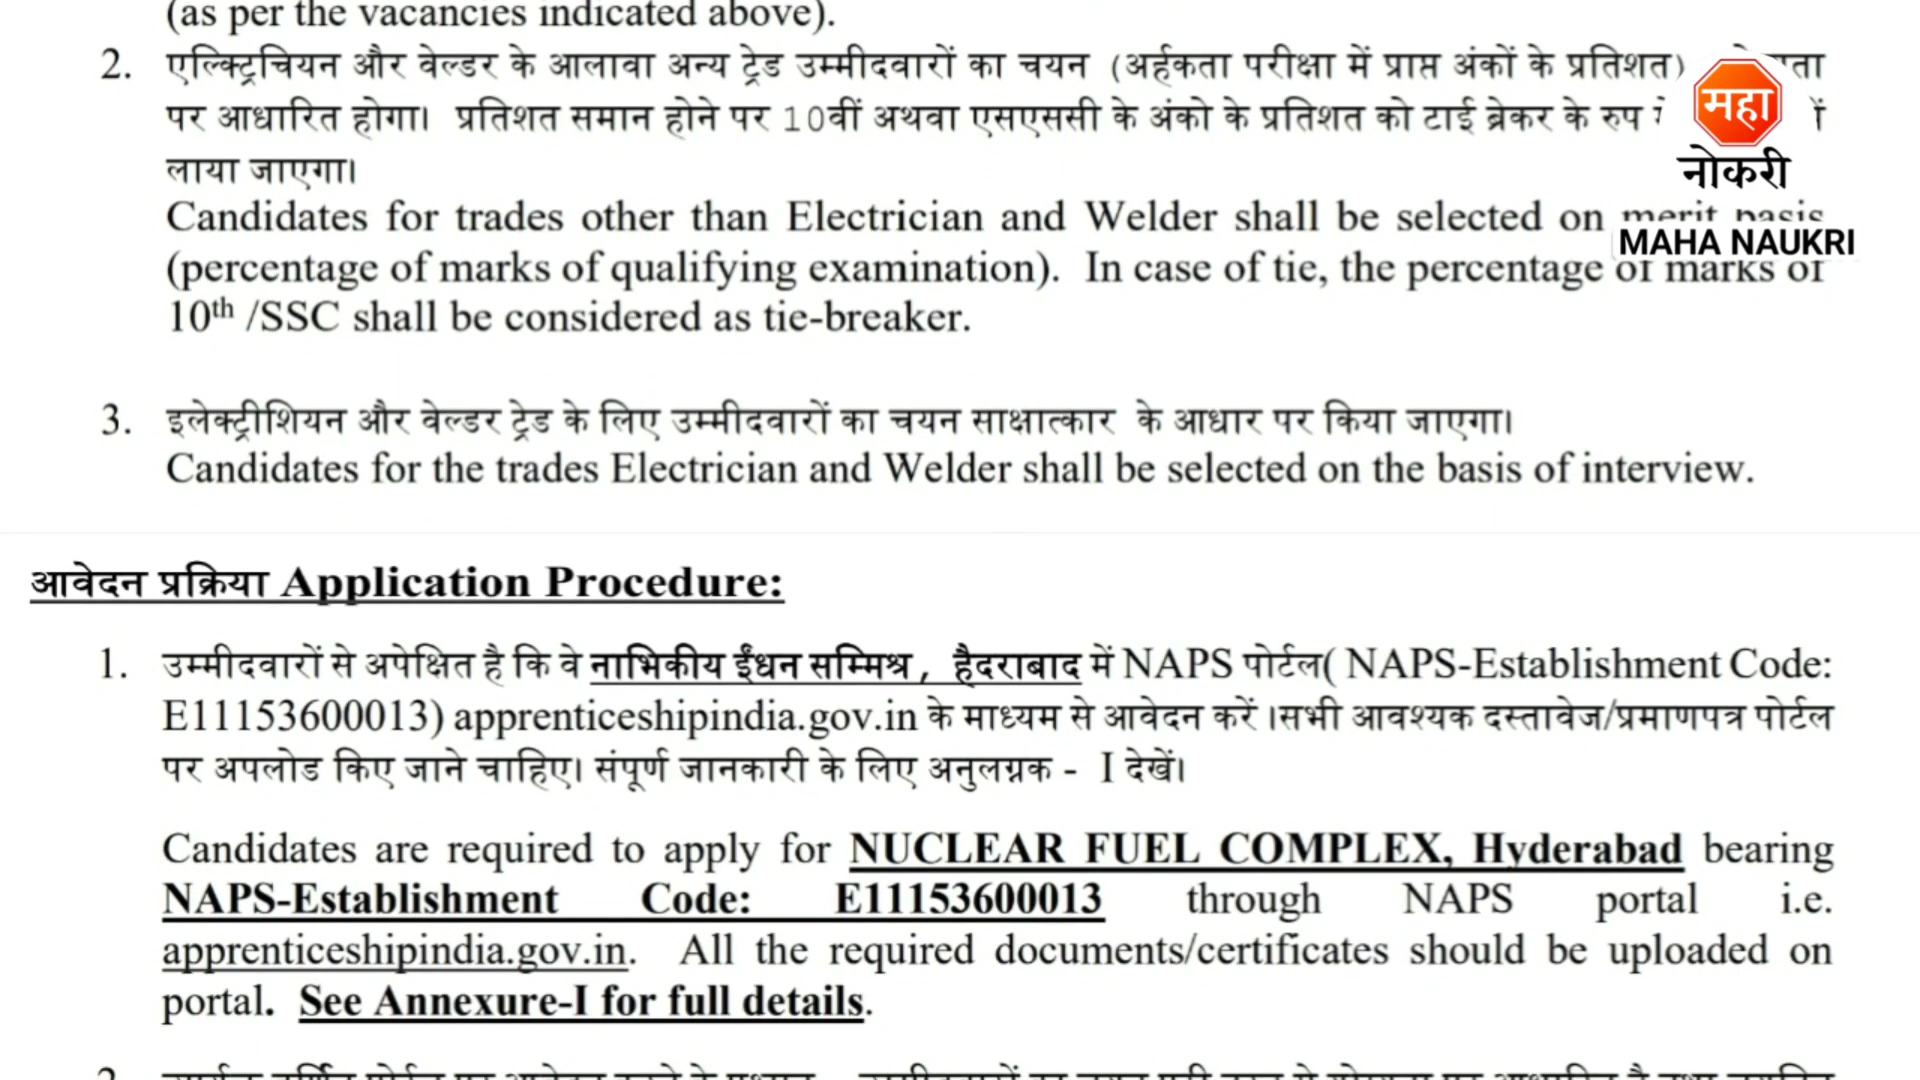 (as per the vacancies indicated above).
2. एल्क्ट्रिचियन और वेल्डर के आलावा अन्य ट्रेड उम्मीदवारों का चयन (अर्हकता परीक्षा में प्राप्त अंकों के प्रतिशत)
पर आधारित होगा। प्रतिशत समान होने पर 10वीं अथवा एसएससी के अंको के प्रतिशत को टाई ब्रेकर के रुप
लाया जाएगा।
Candidates for trades other than Electrician and Welder shall be selected on merit basis
(percentage of marks of qualifying examination). In case of tie, the percentage of marks of
10th /SSC shall be considered as tie-breaker.
महा
नोकरी
MAHA NAUKRI
3. इलेक्ट्रीशियन और वेल्डर ट्रेड के लिए उम्मीदवारों का चयन साक्षात्कार के आधार पर किया जाएगा।
Candidates for the trades Electrician and Welder shall be selected on the basis of interview.
आवेदन प्रक्रिया Application Procedure:
1. उम्मीदवारों से अपेक्षित है कि वे नाभिकीय ईंधन सम्मिश्र, हैदराबाद में NAPS पोर्टल( NAPS-Establishment Code:
E11153600013) apprenticeshipindia.gov.in के माध्यम से आवेदन करें ।सभी आवश्यक दस्तावेज/प्रमाणपत्र पोर्टल
पर अपलोड किए जाने चाहिए। संपूर्ण जानकारी के लिए अनुलग्नक - I देखें।
Candidates are required to apply for NUCLEAR FUEL COMPLEX, Hyderabad bearing
NAPS-Establishment Code: E11153600013 through NAPS portal i.e.
apprenticeshipindia.gov.in. All the required documents/certificates should be uploaded on
portal. See Annexure-I for full details.